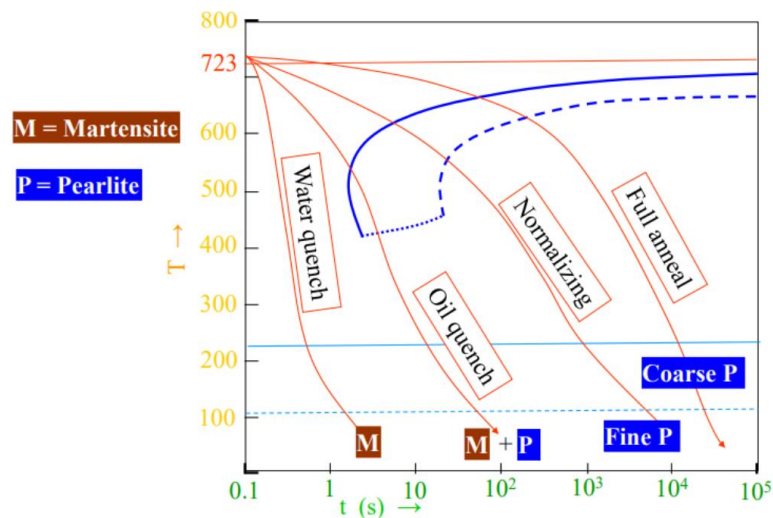 800
723
M = Martensite
600
P = Pearlite
500
400
300
200
100
T →
Water quench
Oil quench
Normalizing
Full anneal
Coarse P
M
M + P
Fine P
0.1 1 10 10² 10³ 10⁴ 10⁵
t (s) →